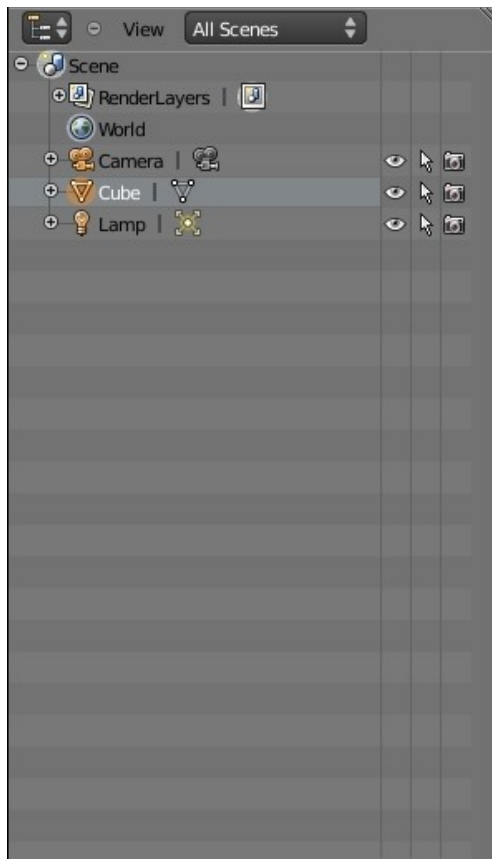 View All Scenes
Scene
RenderLayers |
World
Camera |
Cube |
Lamp |